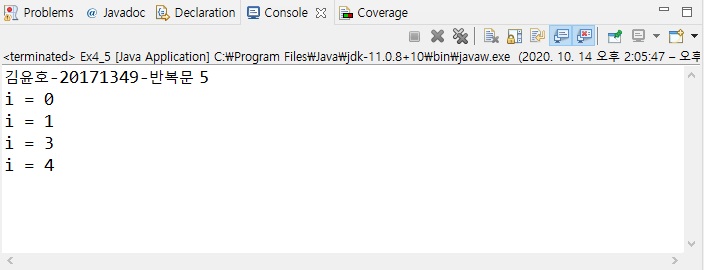 Problems @ Javadoc Declaration Console Coverage
<terminated> Ex4_5 [Java Application] C:₩Program Files₩Java₩jdk-11.0.8+10₩bin₩javaw.exe (2020. 10. 14 오후 2:05:47 – 오후
김윤호-20171349-반복문 5
i = 0
i = 1
i = 3
i = 4